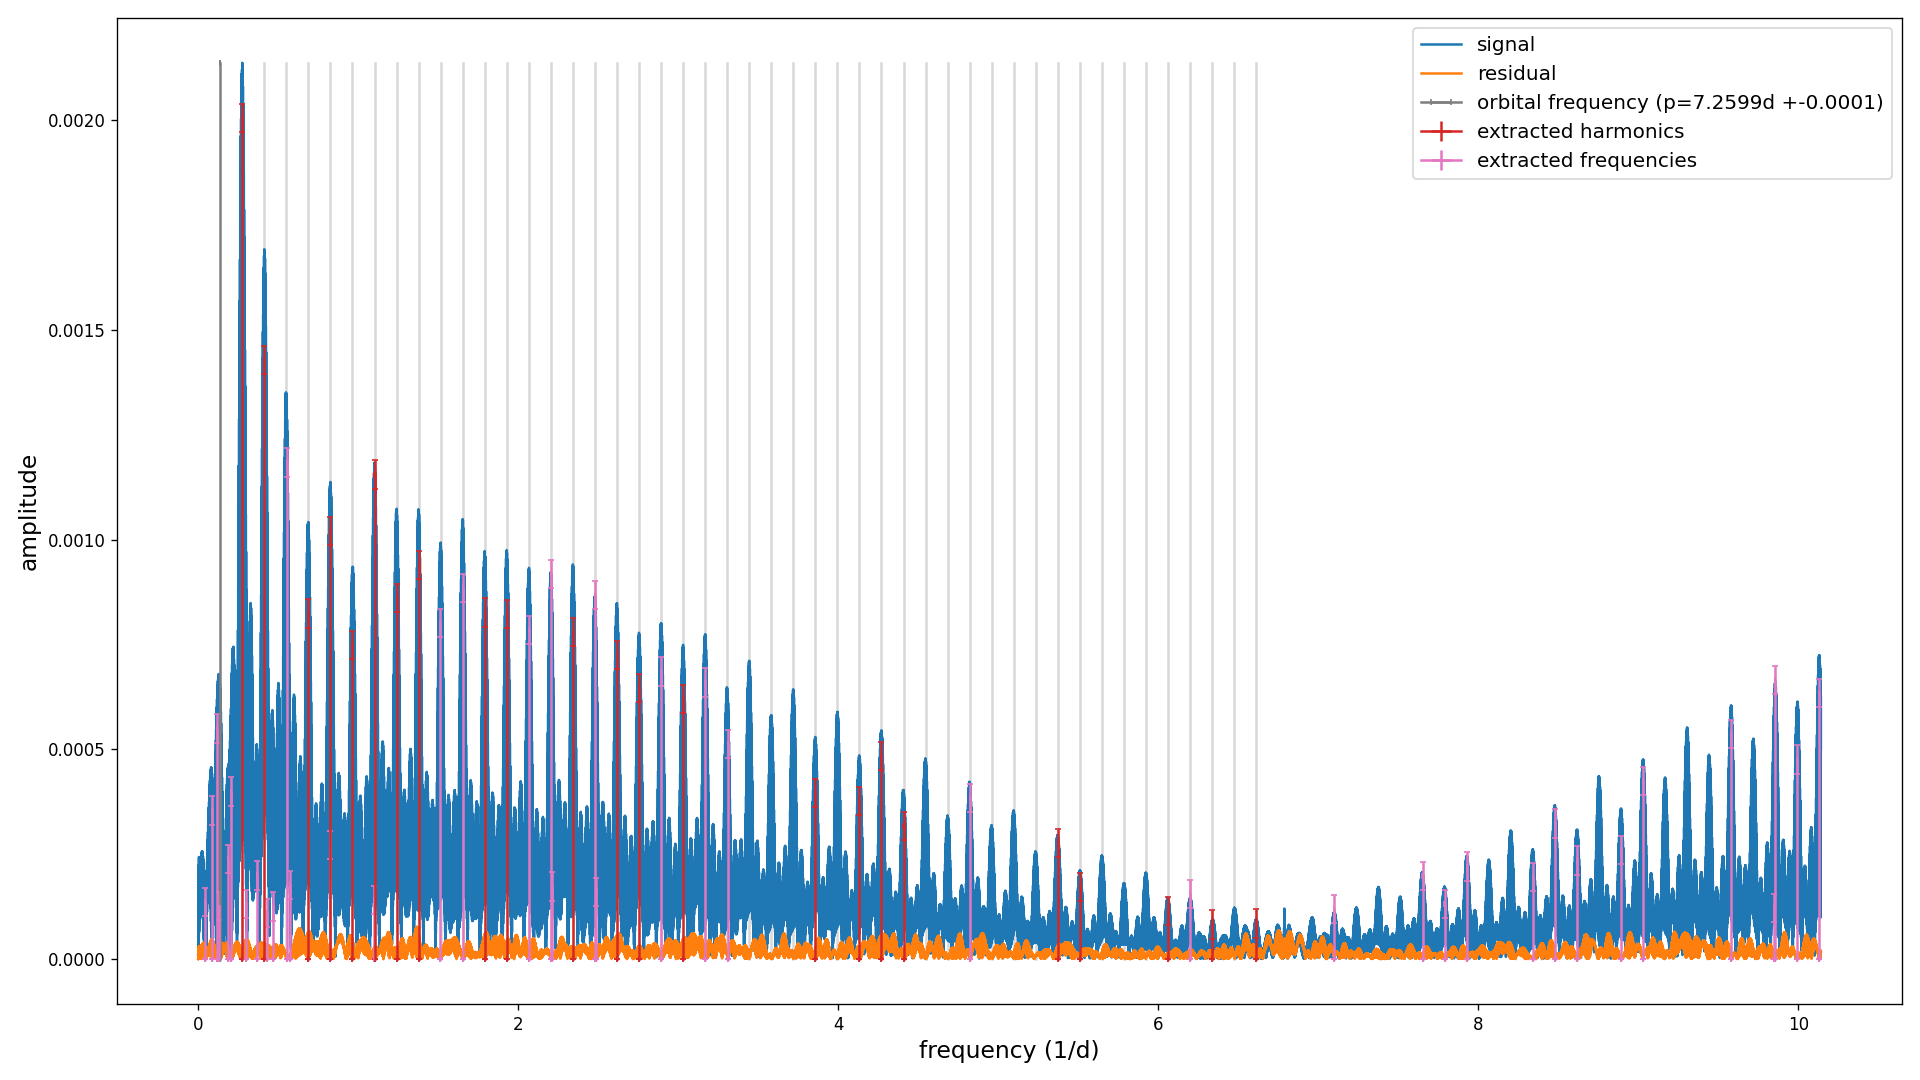 signal
residual
orbital frequency (p=7.2599d +-0.0001)
extracted harmonics
extracted frequencies
0.0020
0.0015
0.0010
0.0005
0.0000
amplitude
0 2 4 6 8 10
frequency (1/d)